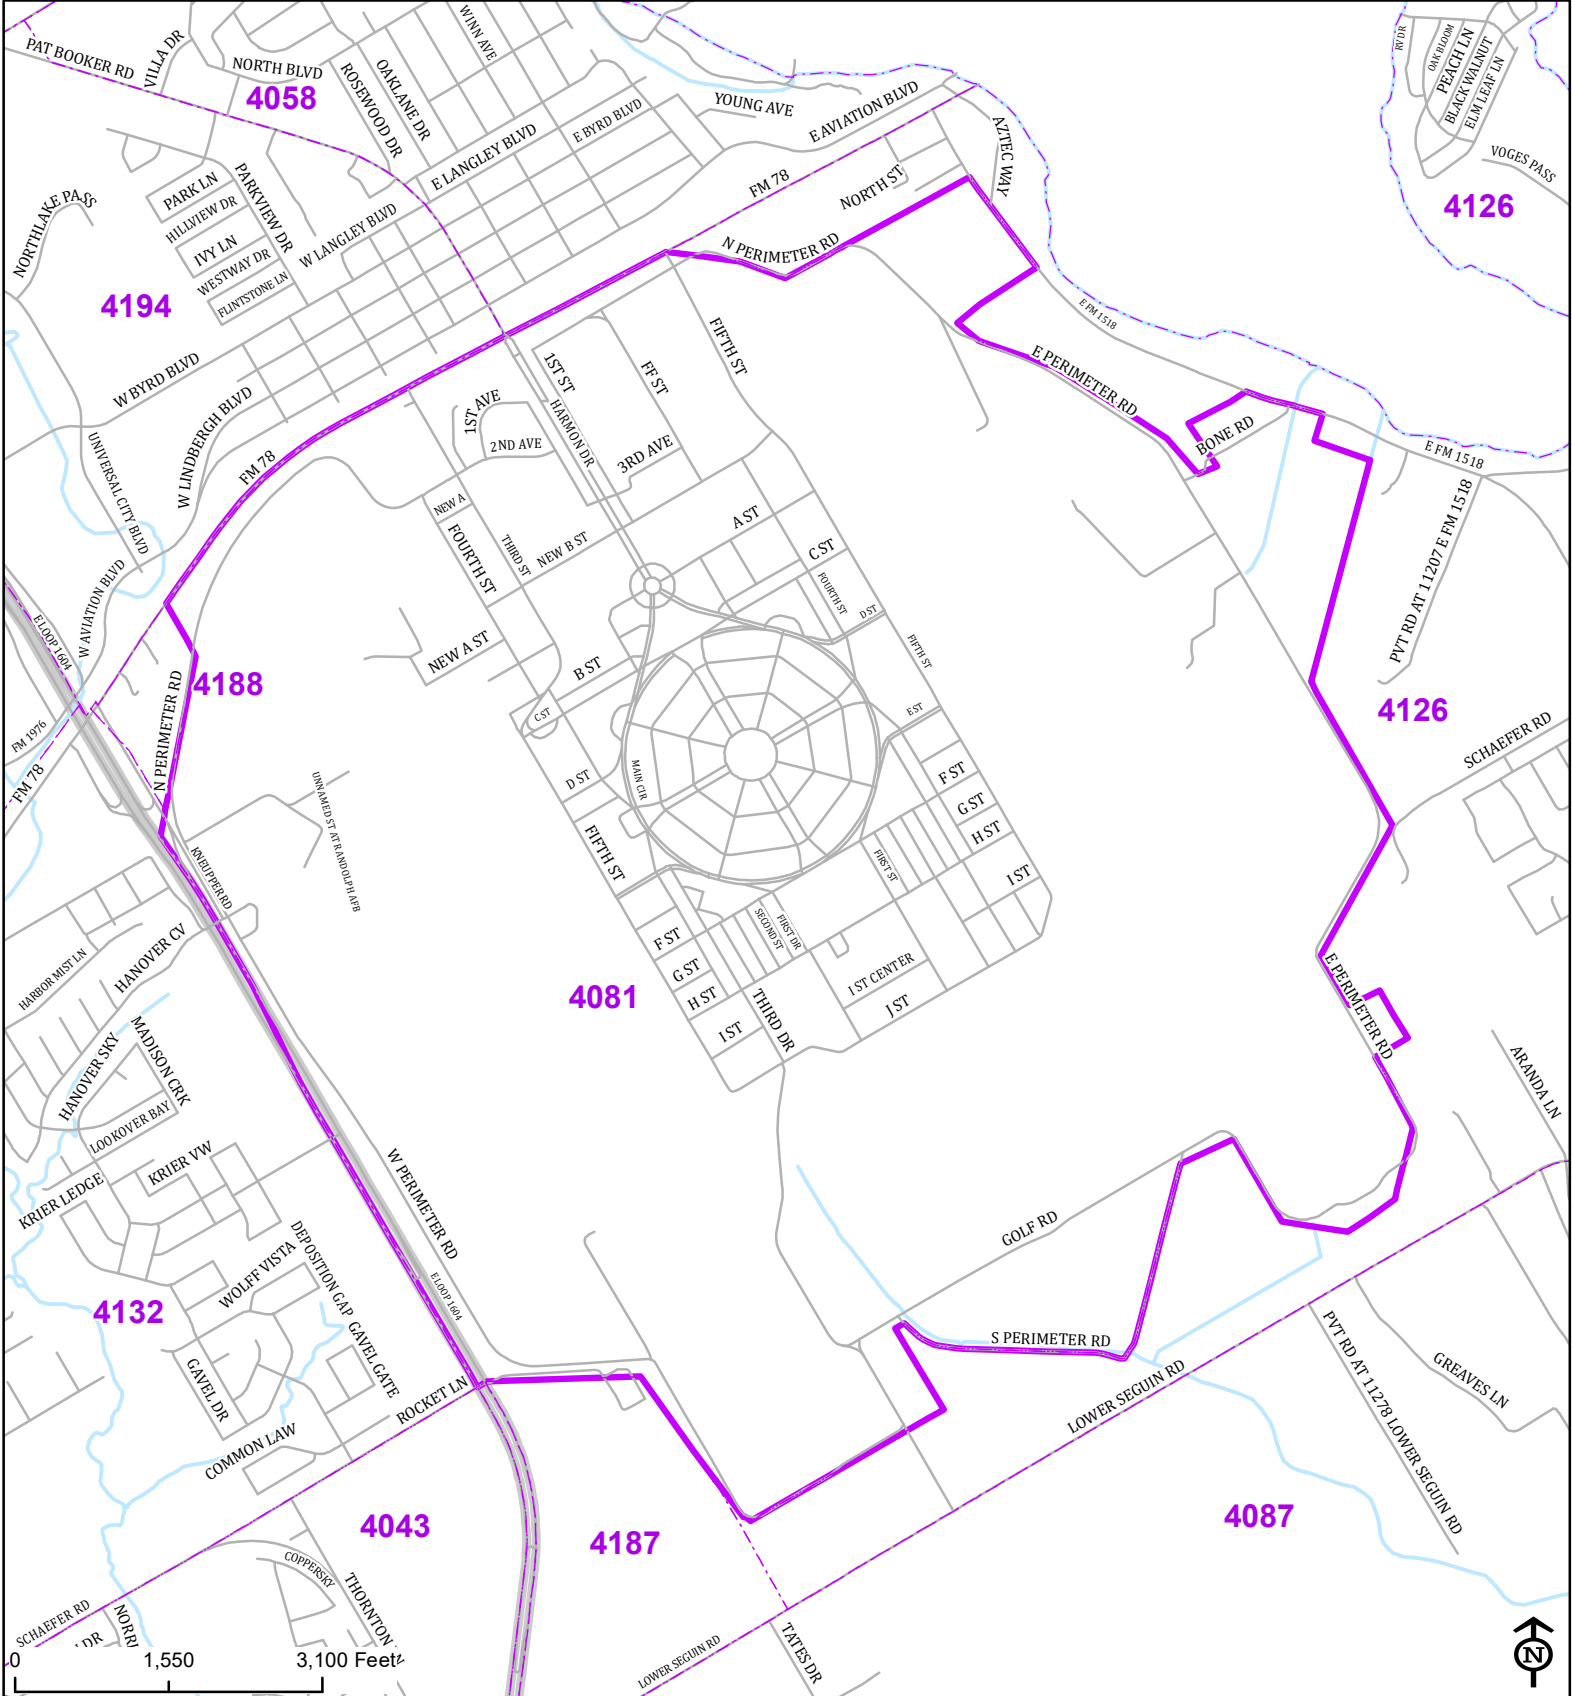 PAT BOOKER RD
VILLA DR
NORTH BLVD
4058
ROSEWOOD DR
OAKLANE DR
WINN AVE
E LANGLEY BLVD
E BYRD BLVD
YOUNG AVE
E AVIATION BLVD
AZTEC WAY
RV DR
OAK BLOOM
PEACH LN
BLACK WALNUT
ELM LEAF LN
VOGES PASS
4126
NORTHLAKE PASS
PARK LN
HILLVIEW DR
IVY LN
WESTWAY DR
FLINTSTONE LN
PARKVIEW DR
W LANGLEY BLVD
4194
FM 78
NORTH ST
N PERIMETER RD
E FM 1518
W BYRD BLVD
W LINDBERGH BLVD
UNIVERSAL CITY BLVD
FM 78
1ST AVE
2ND AVE
1ST ST
HARMON DR
FF ST
3RD AVE
FIFTH ST
E PERIMETER RD
BONE RD
E FM 1518
PVT RD AT 11207 E FM 1518
W AVIATION BLVD
E LOOP 1604
NEW A
FOURTH ST
THIRD ST
NEW B ST
A ST
C ST
FOURTH ST
D ST
FIFTH ST
NEW A ST
B ST
C ST
E ST
4188
N PERIMETER RD
FM 1976
FM 78
UNNAMED ST AT RANDOLPH AFB
D ST
MAIN CIR
FIFTH ST
F ST
G ST
H ST
I ST
FIRST ST
4126
SCHAEFER RD
KNEUPPER RD
HARBOR MIST LN
HANOVER CV
HANOVER SKY
MADISON CRK
LOOKOVER BAY
KRIER VW
KRIER LEDGE
4081
F ST
G ST
H ST
I ST
SECOND ST
FIRST DR
THIRD DR
I ST CENTER
J ST
E PERIMETER RD
ARANDA LN
W PERIMETER RD
E LOOP 1604
WOLFF VISTA
DEPOSITION GAP
GAVEL GATE
GAVEL DR
4132
COMMON LAW
ROCKET LN
GOLF RD
S PERIMETER RD
LOWER SEGUIN RD
PVT RD AT 11278 LOWER SEGUIN RD
GREAVES LN
4043
4187
4087
COPPERSKY
THORNTON
SCHAEFER RD
TATES DR
LOWER SEGUIN RD
0 1,550 3,100 Feet
N